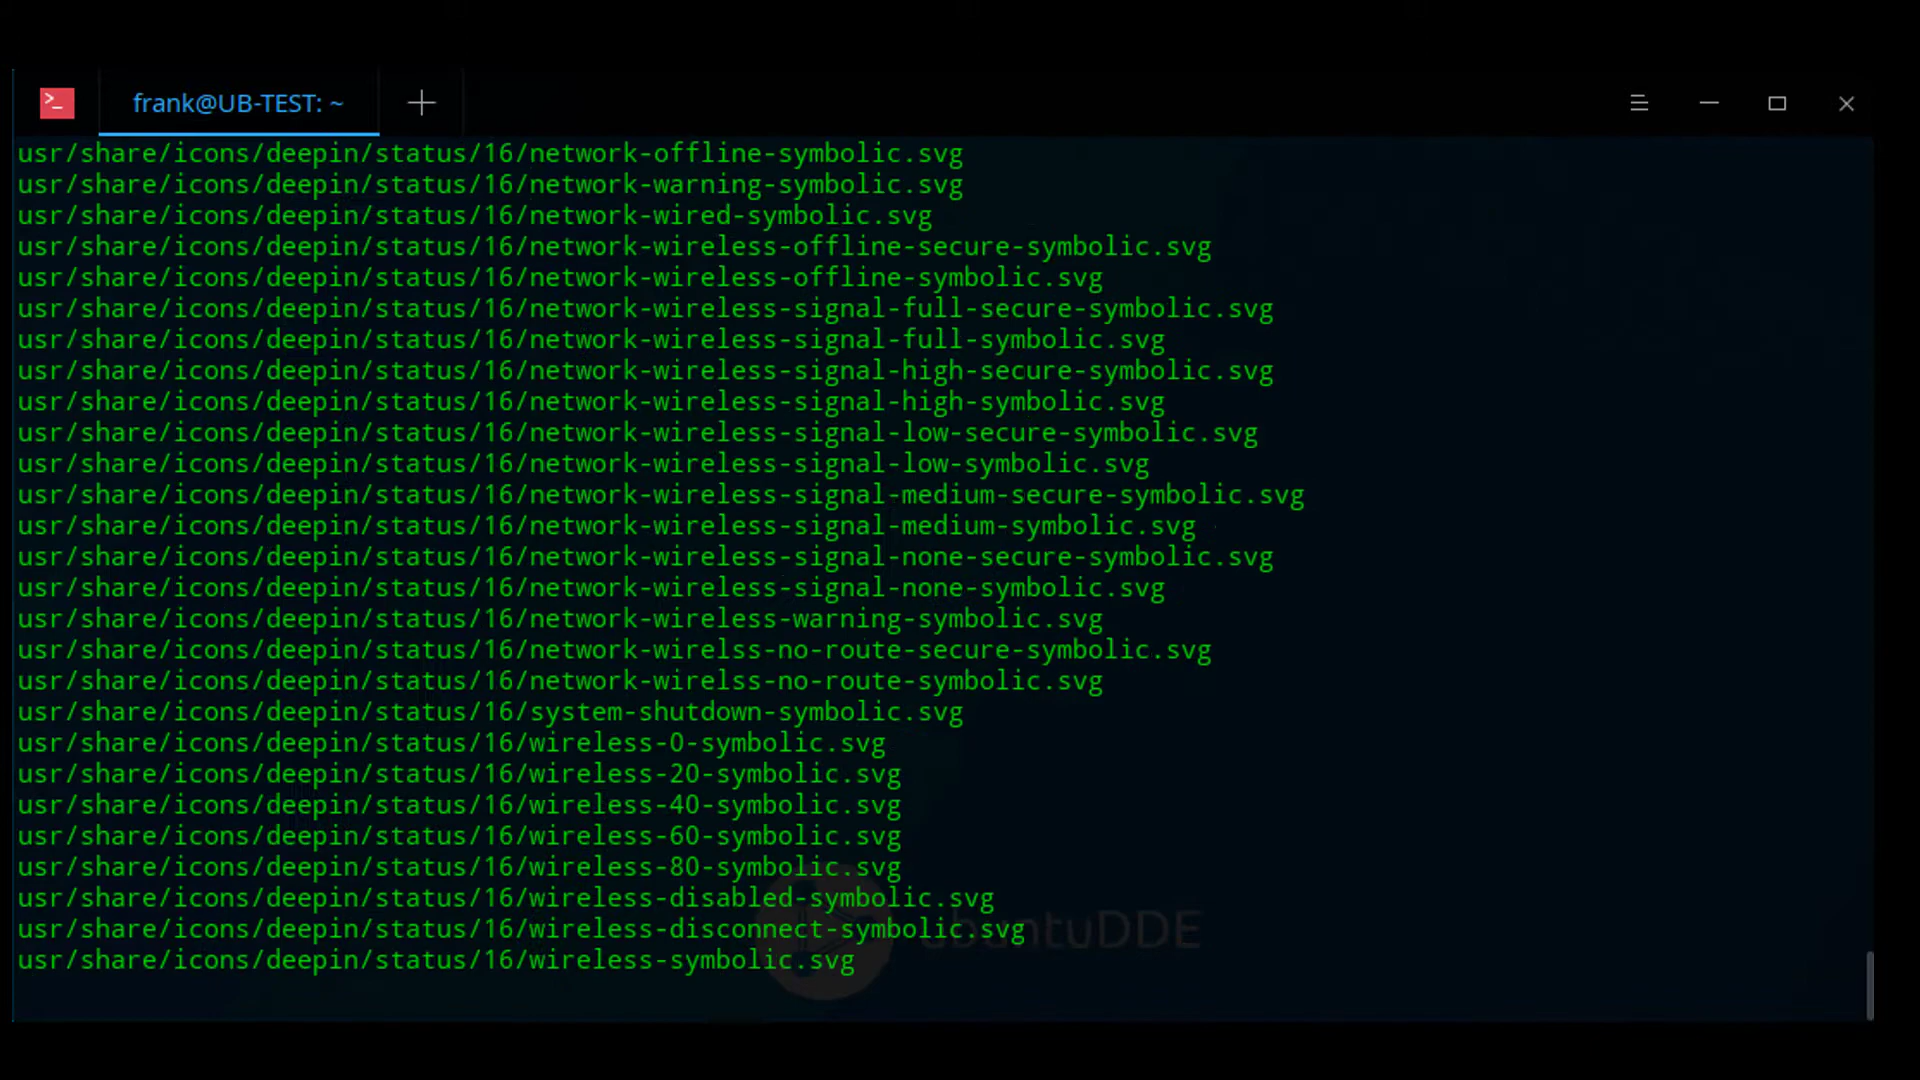 frank@UB-TEST: ~
usr/share/icons/deepin/status/16/network-offline-symbolic.svg
usr/share/icons/deepin/status/16/network-warning-symbolic.svg
usr/share/icons/deepin/status/16/network-wired-symbolic.svg
usr/share/icons/deepin/status/16/network-wireless-offline-secure-symbolic.svg
usr/share/icons/deepin/status/16/network-wireless-offline-symbolic.svg
usr/share/icons/deepin/status/16/network-wireless-signal-full-secure-symbolic.svg
usr/share/icons/deepin/status/16/network-wireless-signal-full-symbolic.svg
usr/share/icons/deepin/status/16/network-wireless-signal-high-secure-symbolic.svg
usr/share/icons/deepin/status/16/network-wireless-signal-high-symbolic.svg
usr/share/icons/deepin/status/16/network-wireless-signal-low-secure-symbolic.svg
usr/share/icons/deepin/status/16/network-wireless-signal-low-symbolic.svg
usr/share/icons/deepin/status/16/network-wireless-signal-medium-secure-symbolic.svg
usr/share/icons/deepin/status/16/network-wireless-signal-medium-symbolic.svg
usr/share/icons/deepin/status/16/network-wireless-signal-none-secure-symbolic.svg
usr/share/icons/deepin/status/16/network-wireless-signal-none-symbolic.svg
usr/share/icons/deepin/status/16/network-wireless-warning-symbolic.svg
usr/share/icons/deepin/status/16/network-wirelss-no-route-secure-symbolic.svg
usr/share/icons/deepin/status/16/network-wirelss-no-route-symbolic.svg
usr/share/icons/deepin/status/16/system-shutdown-symbolic.svg
usr/share/icons/deepin/status/16/wireless-0-symbolic.svg
usr/share/icons/deepin/status/16/wireless-20-symbolic.svg
usr/share/icons/deepin/status/16/wireless-40-symbolic.svg
usr/share/icons/deepin/status/16/wireless-60-symbolic.svg
usr/share/icons/deepin/status/16/wireless-80-symbolic.svg
usr/share/icons/deepin/status/16/wireless-disabled-symbolic.svg
usr/share/icons/deepin/status/16/wireless-disconnect-symbolic.svg
ubuntuDDE
usr/share/icons/deepin/status/16/wireless-symbolic.svg